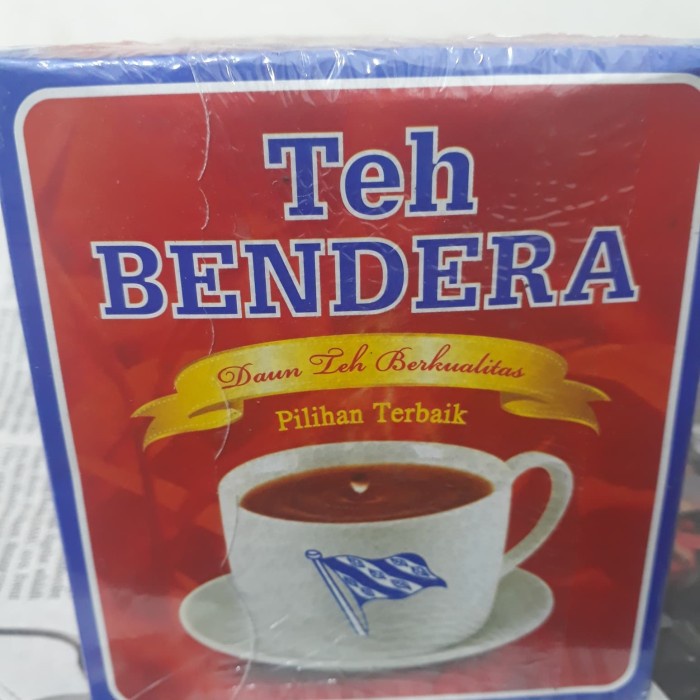 Teh
BENDERA
Daun Teh Berkualitas
Pilihan Terbaik